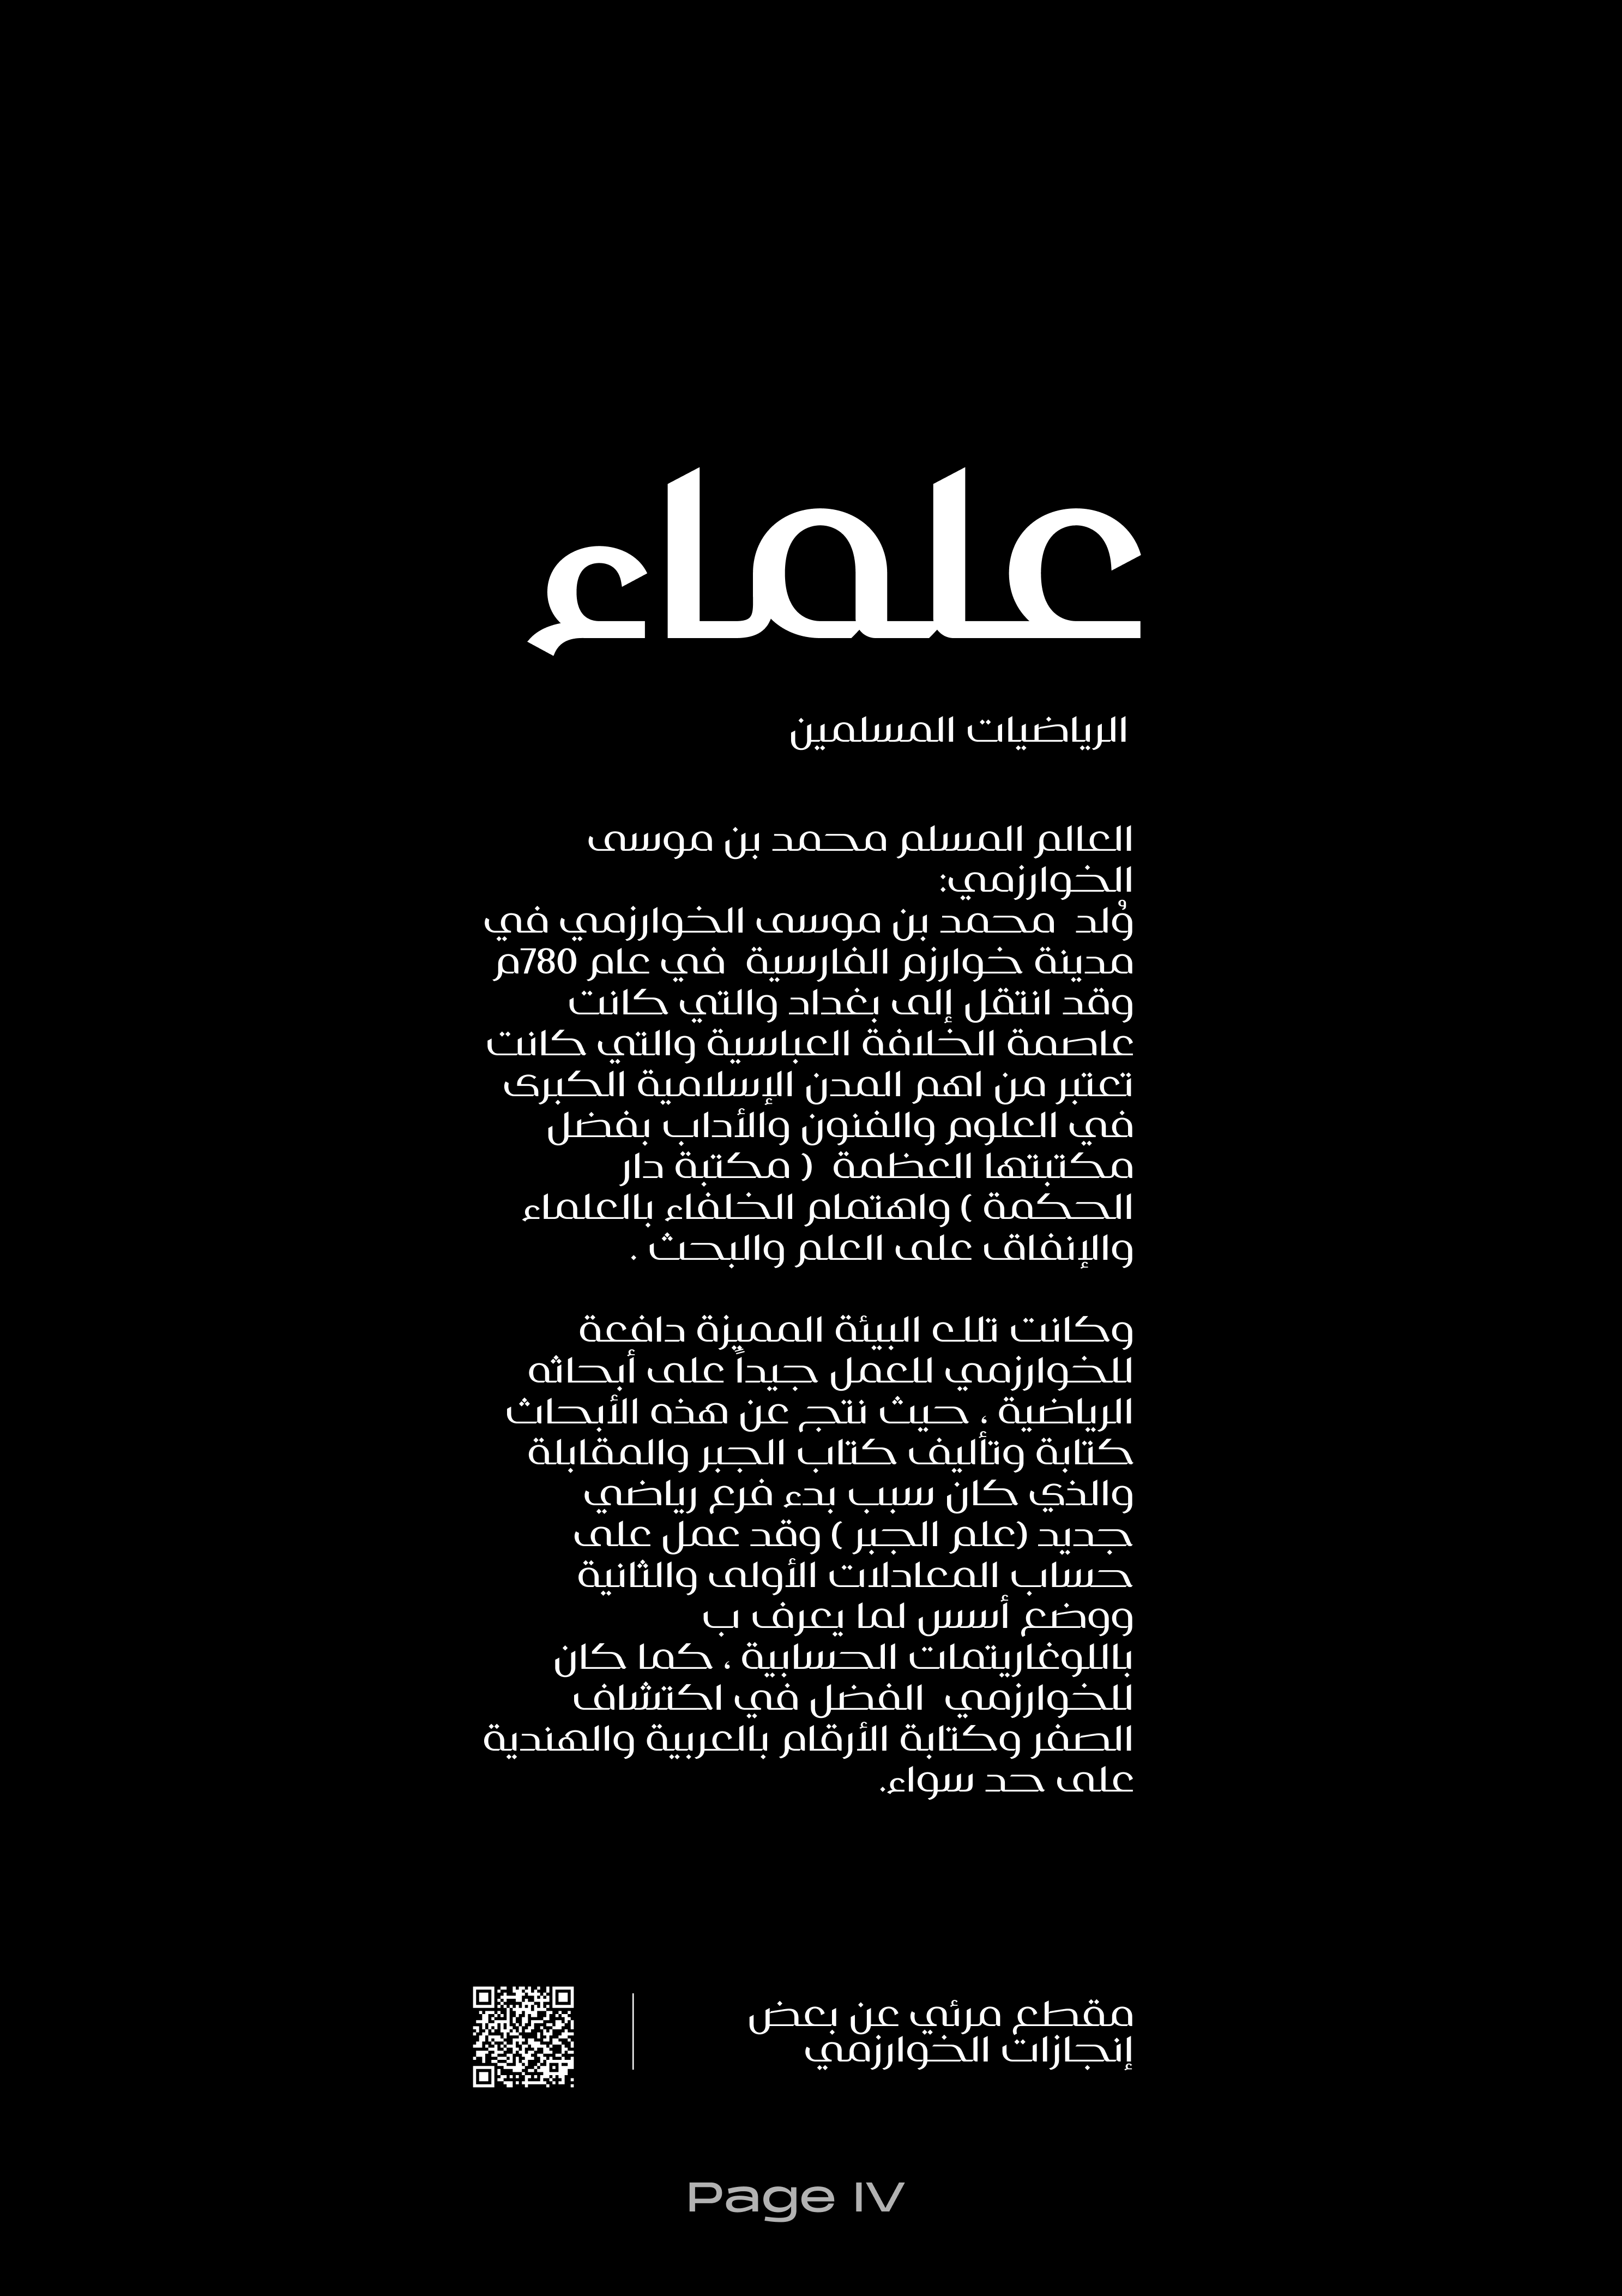 علماء
الرياضيات المسلمين
العالم المسلم محمد بن موسى
الخوارزمي:
وُلد محمد بن موسى الخوارزمي في
مدينة خوارزم الفارسية في عام 780م
وقد انتقل إلى بغداد والتي كانت
عاصمة الخلافة العباسية والتي كانت
تعتبر من اهم المدن الإسلامية الكبرى
في العلوم والفنون والأداب بفضل
مكتبتها العظمة ( مكتبة دار
الحكمة ) واهتمام الخلفاء باالعلماء
والإنفاق على العلم والبحث .
وكانت تلك البيئة المميزة دافعة
للخوارزمي للعمل جيداً على أبحاثه
الرياضية ، حيث نتج عن هذه الأبحاث
كتابة وتأليف كتاب الجبر والمقابلة
والذي كان سبب بدء فرع رياضي
جديد (علم الجبر ) وقد عمل على
حساب المعادلات الأولى والثانية
ووضع أسس لما يعرف ب
باللوغاريتمات الحسابية ، كما كان
للخوارزمي الفضل في اكتشاف
الصفر وكتابة الأرقام بالعربية والهندية
على حد سواء.
مقطع مرئي عن بعض
إنجازات الخوارزمي
Page IV